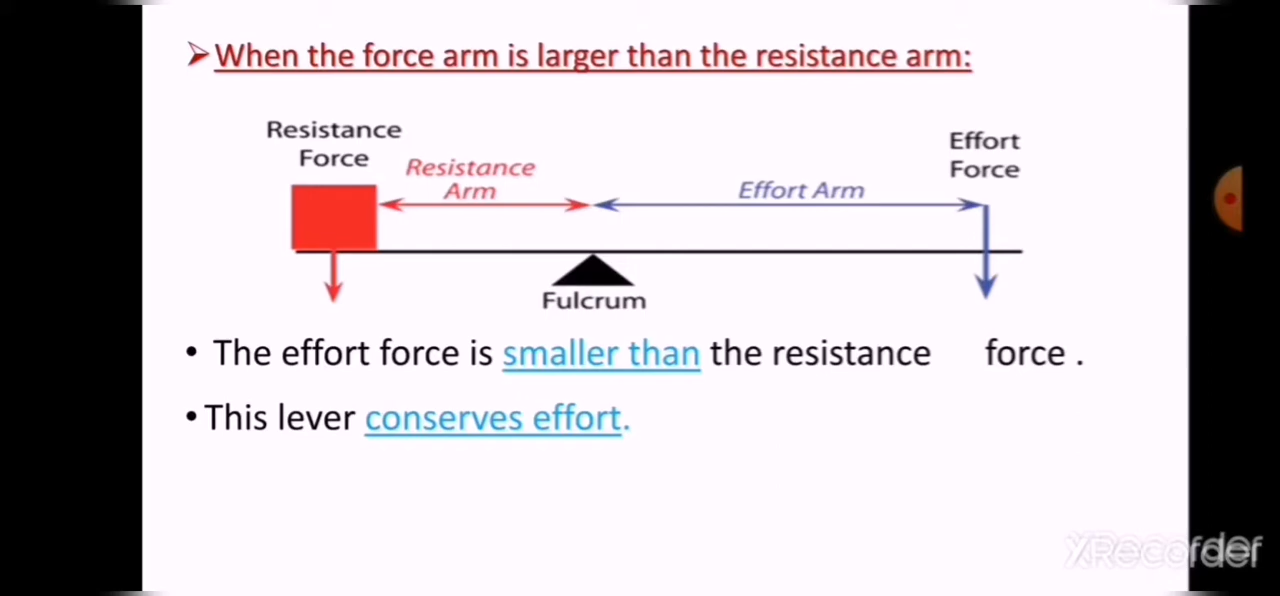 When the force arm is larger than the resistance arm:
Resistance
Force
Resistance
Arm
Effort Arm
Effort
Force
Fulcrum
• The effort force is smaller than the resistance force .
• This lever conserves effort.
XRecorder